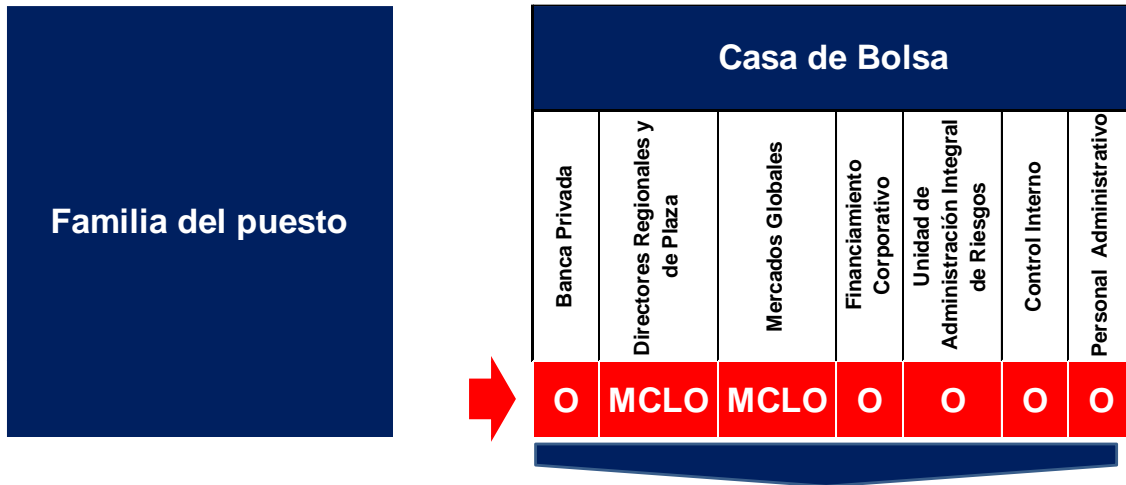 Familia del puesto
Casa de Bolsa
Banca Privada
Directores Regionales y
de Plaza
Mercados Globales
Financiamiento
Corporativo
Unidad de
Administración Integral
de Riesgos
Control Interno
Personal Administrativo
O MCLO MCLO O O O O